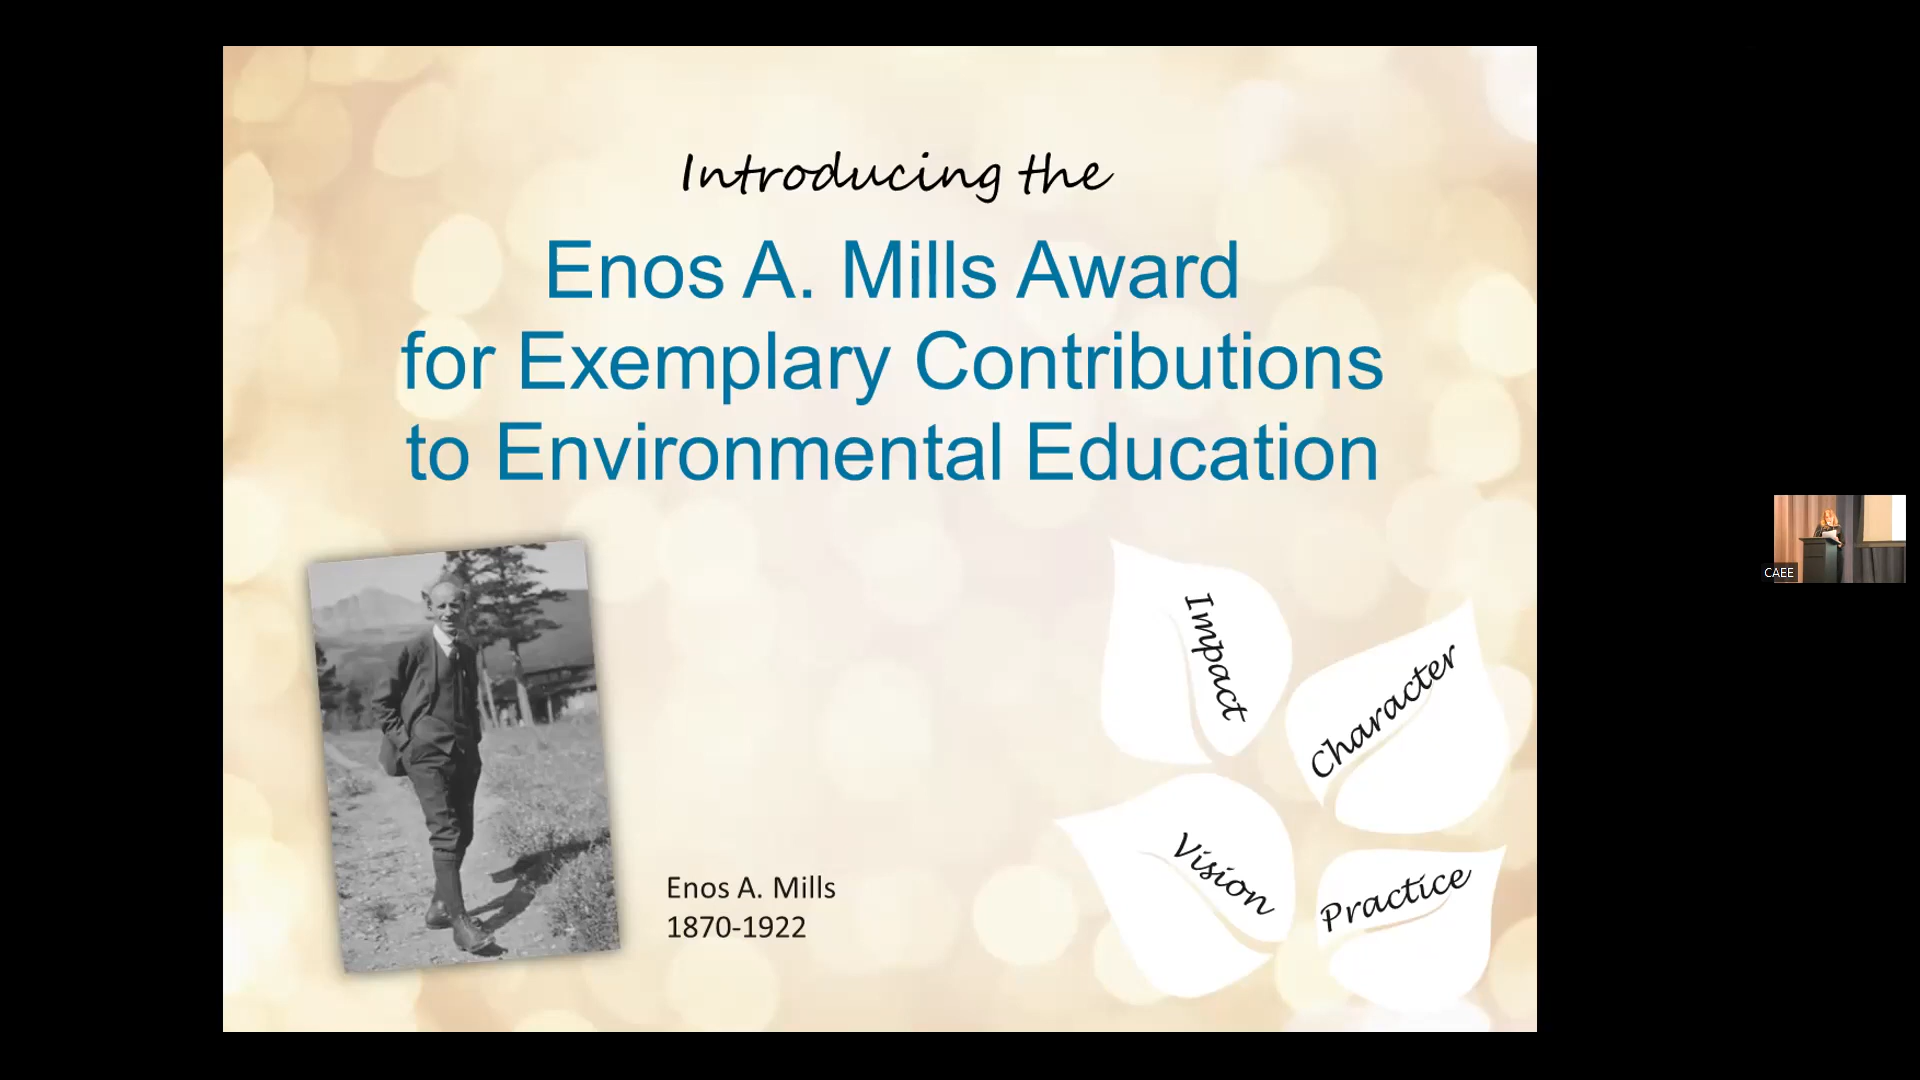 Introducing the
Enos A. Mills Award
for Exemplary Contributions
to Environmental Education
Impact
Character
Vision
Practice
Enos A. Mills
1870-1922
CAEE